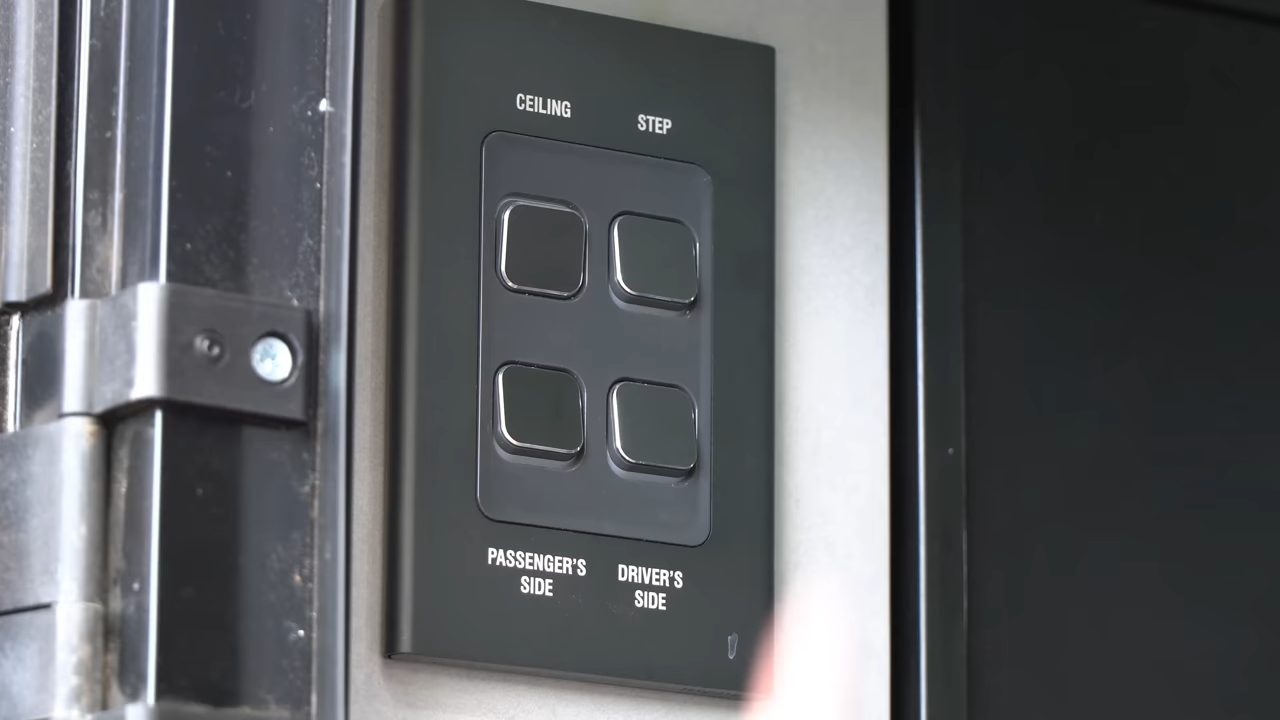 CEILING
STEP
PASSENGER'S
SIDE
DRIVER'S
SIDE